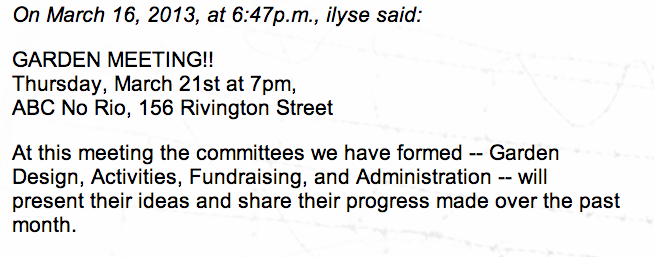 On March 16, 2013, at 6:47p.m., ilyse said:
GARDEN MEETING!!
Thursday, March 21st at 7pm,
ABC No Rio, 156 Rivington Street
At this meeting the committees we have formed -- Garden
Design, Activities, Fundraising, and Administration -- will
present their ideas and share their progress made over the past
month.